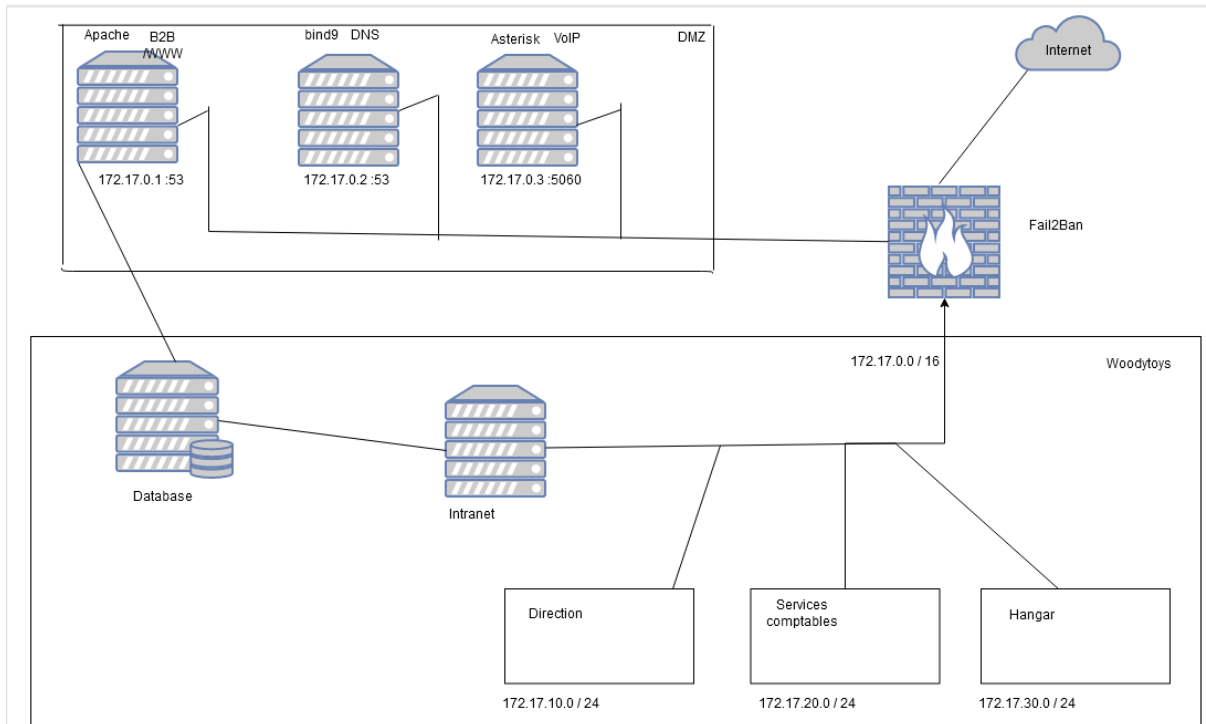 Apache B2B
/WWW
bind9 DNS
Asterisk VoIP
DMZ
Internet
172.17.0.1 :53
172.17.0.2 :53
172.17.0.3 :5060
Fail2Ban
172.17.0.0 / 16
Woodytoys
Database
Intranet
Direction
Services
comptables
Hangar
172.17.10.0 / 24
172.17.20.0 / 24
172.17.30.0 / 24